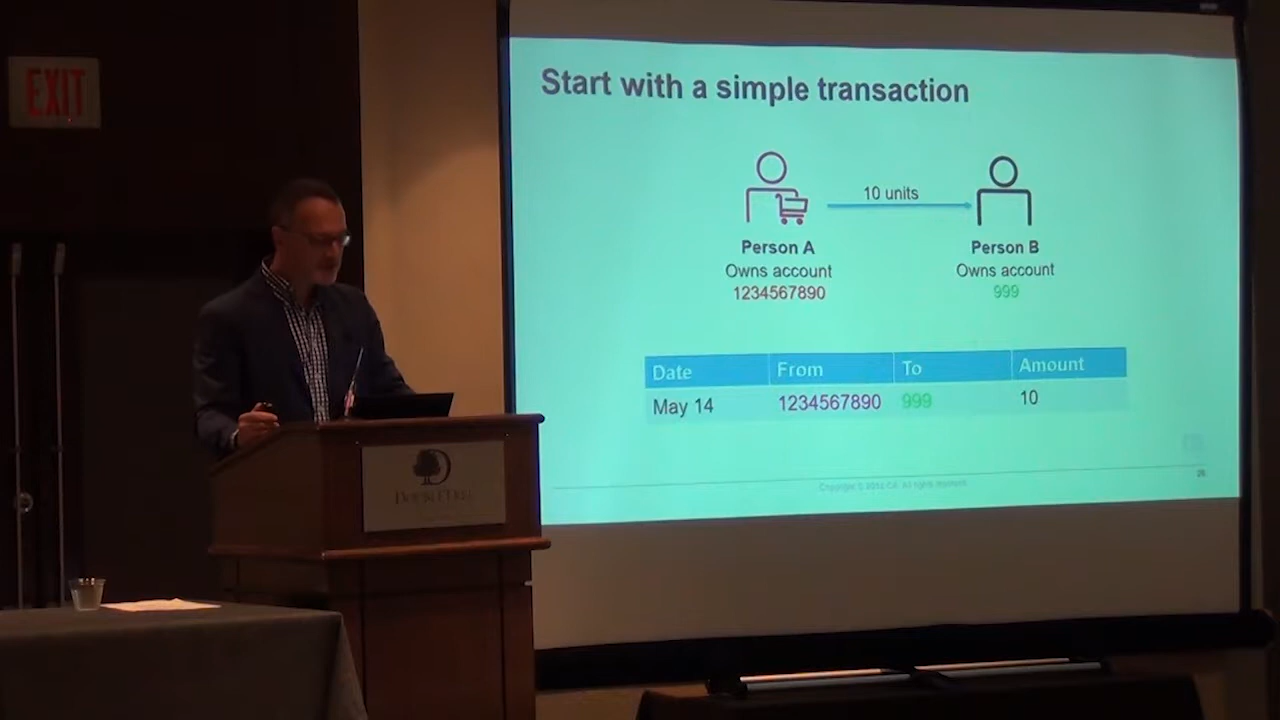 EXIT
Start with a simple transaction
10 units
Person A
Owns account
1234567890
Person B
Owns account
999
Date From To Amount
May 14 1234567890 999 10
D
DOUBLETREE